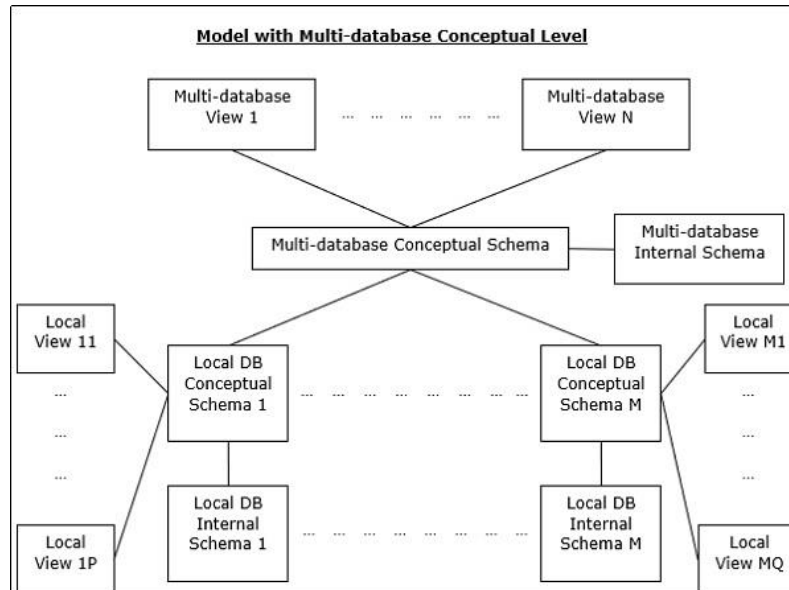 Model with Multi-database Conceptual Level
Multi-database
View 1
... ... ... ... ... ...
Multi-database
View N
Multi-database Conceptual Schema
Multi-database
Internal Schema
Local
View 11
...
...
...
Local
View 1P
Local DB
Conceptual
Schema 1
... ... ... ... ... ... ...
Local DB
Conceptual
Schema M
Local DB
Internal
Schema 1
... ... ... ... ... ... ...
Local DB
Internal
Schema M
Local
View M1
...
...
...
Local
View MQ